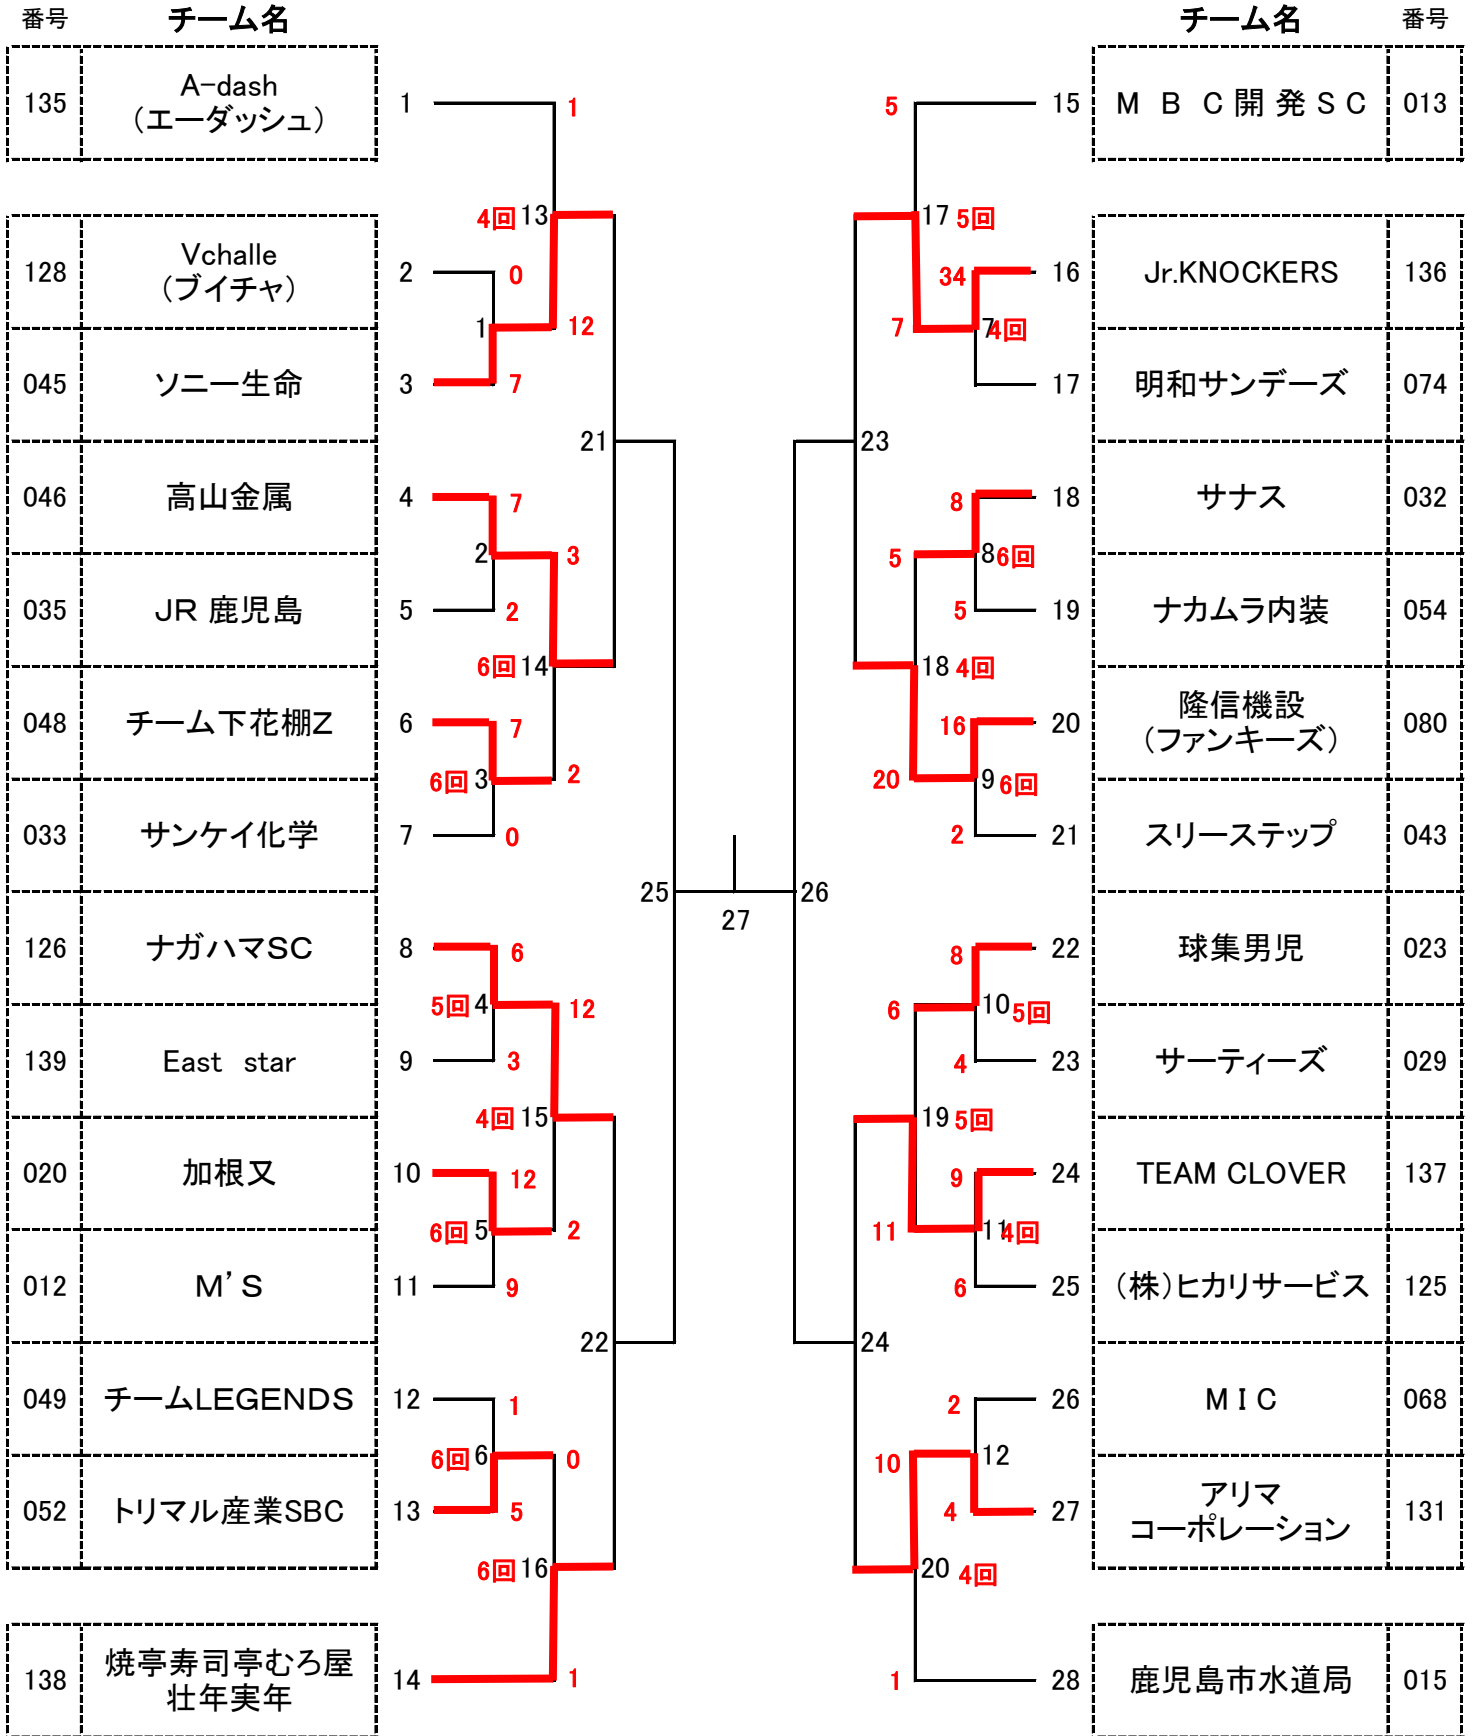 番号 チーム名 チーム名 番号
135 A-dash
(エーダッシュ) 1 1 5 15 M B C開発SC 013
4回 13 17 5回
128 Vchalle
(ブイチャ) 2 0 34 16 Jr.KNOCKERS 136
1 12 7 7 4回
045 ソニー生命 3 7 17 明和サンデーズ 074
21 23
046 高山金属 4 7 8 18 サナス 032
2 3 5 8 6回
035 JR 鹿児島 5 2 5 19 ナカムラ内装 054
6回 14 18 4回
048 チーム下花棚Z 6 7 16 20 隆信機設
(ファンキーズ) 080
6回 3 2 20 9 6回
033 サンケイ化学 7 0 2 21 スリーステップ 043
25 26
27
126 ナガハマSC 8 6 8 22 球集男児 023
5回 4 12 6 10 5回
139 East star 9 3 4 23 サーティーズ 029
4回 15 19 5回
020 加根又 10 12 9 24 TEAM CLOVER 137
6回 5 2 11 11 4回
012 M'S 11 9 6 25 (株)ヒカリサービス 125
22 24
049 チームLEGENDS 12 1 2 26 MIC 068
6回 6 0 10 12
052 トリマル産業SBC 13 5 4 27 アリマ
コーポレーション 131
6回 16 20 4回
138 焼亭寿司亭むろ屋
壮年実年 14 1 1 28 鹿児島市水道局 015